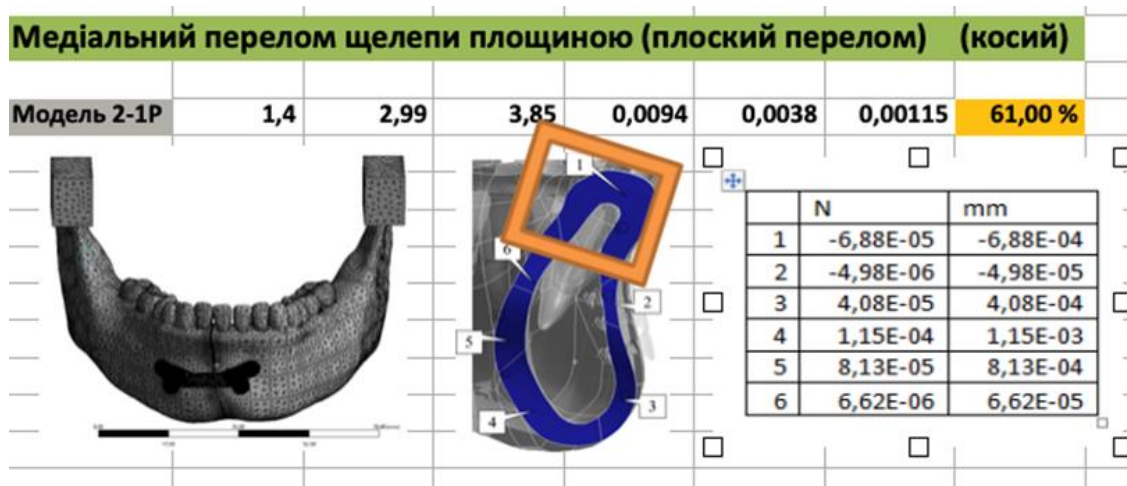 Медіальний перелом щелепи площиною (плоский перелом) (косий)
Модель 2-1Р 1,4 2,99 3,85 0,0094 0,0038 0,00115 61,00 %
1
6
2
5
3
4
N mm
1 -6,88E-05 -6,88E-04
2 -4,98E-06 -4,98E-05
3 4,08E-05 4,08E-04
4 1,15E-04 1,15E-03
5 8,13E-05 8,13E-04
6 6,62E-06 6,62E-05